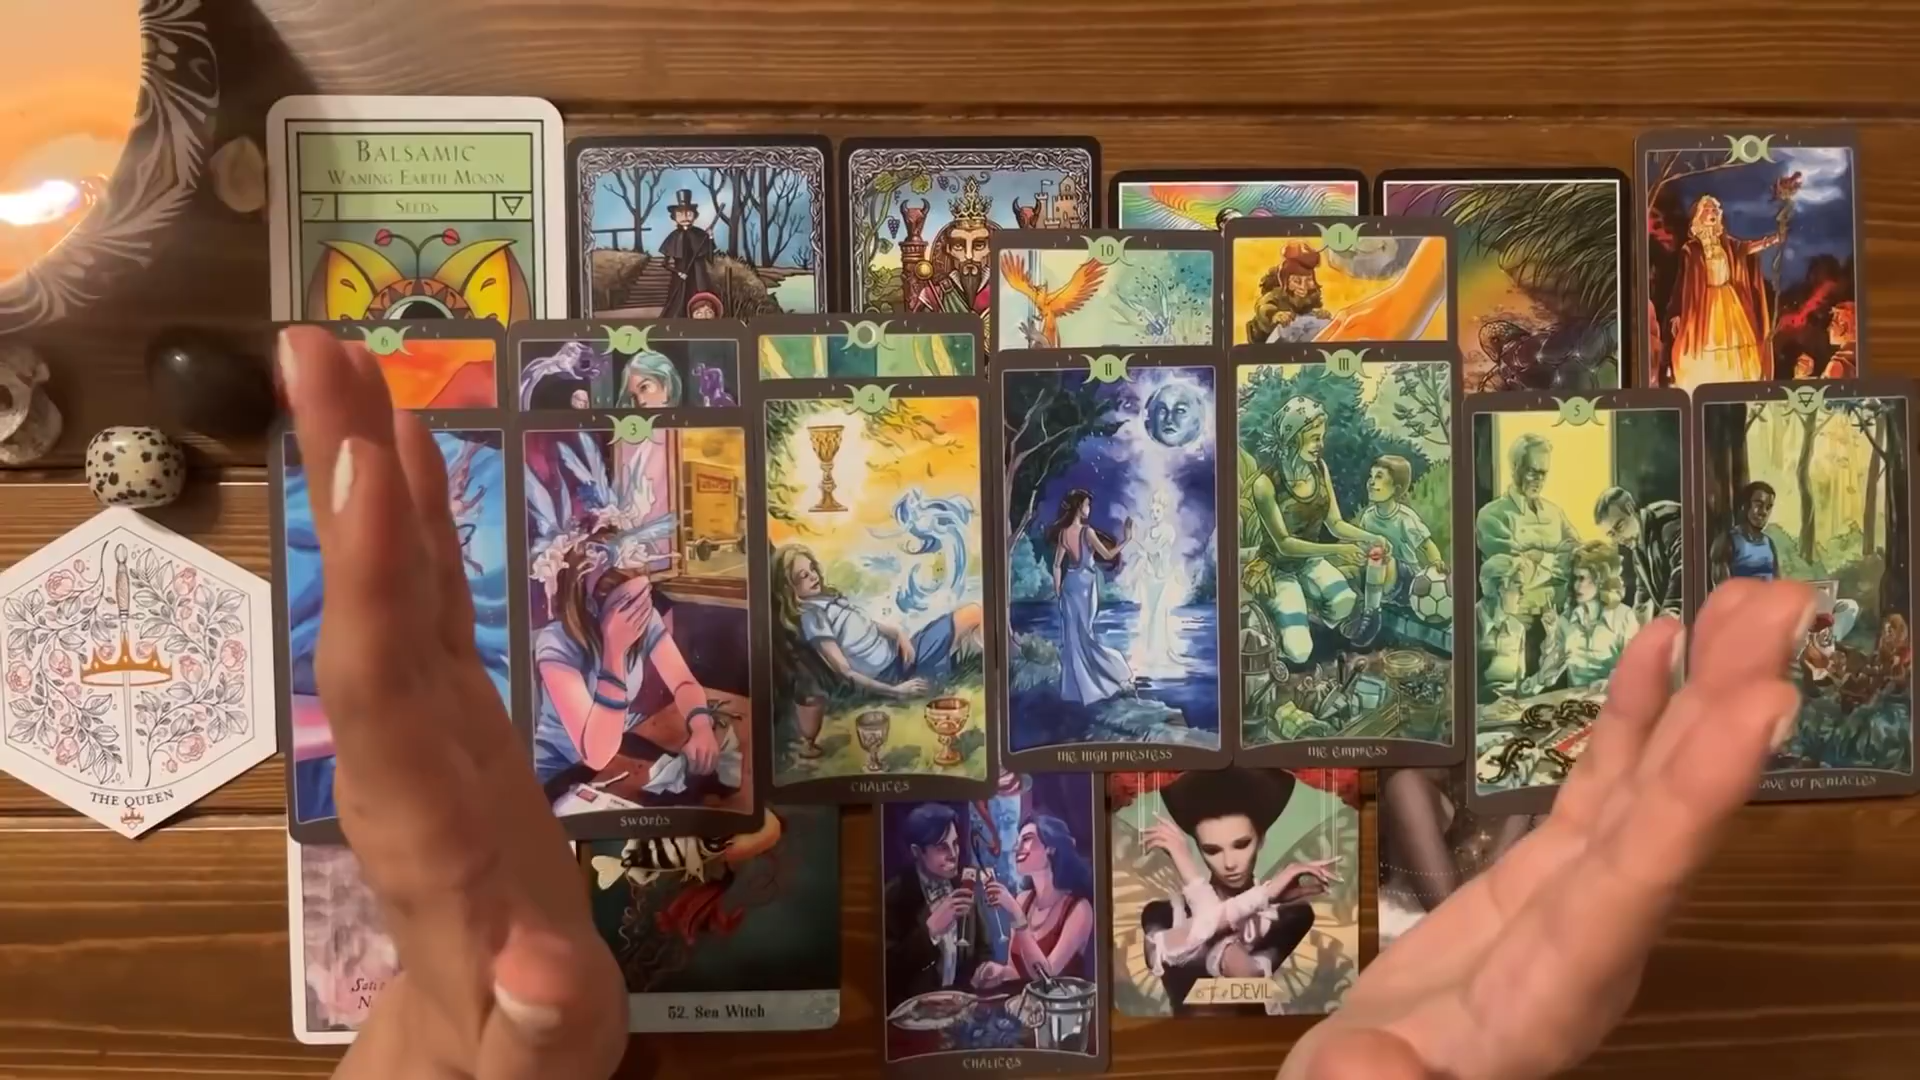 BALSAMIC
WANING EARTH MOON
7
SEEDS
10
I
6
7
II
III
3
4
5
THE HIGH PRIESTESS
THE EMPRESS
CHALICES
SWORDS
OF PENTACLES
THE QUEEN
52. Sea Witch
The DEVIL
CHALICES